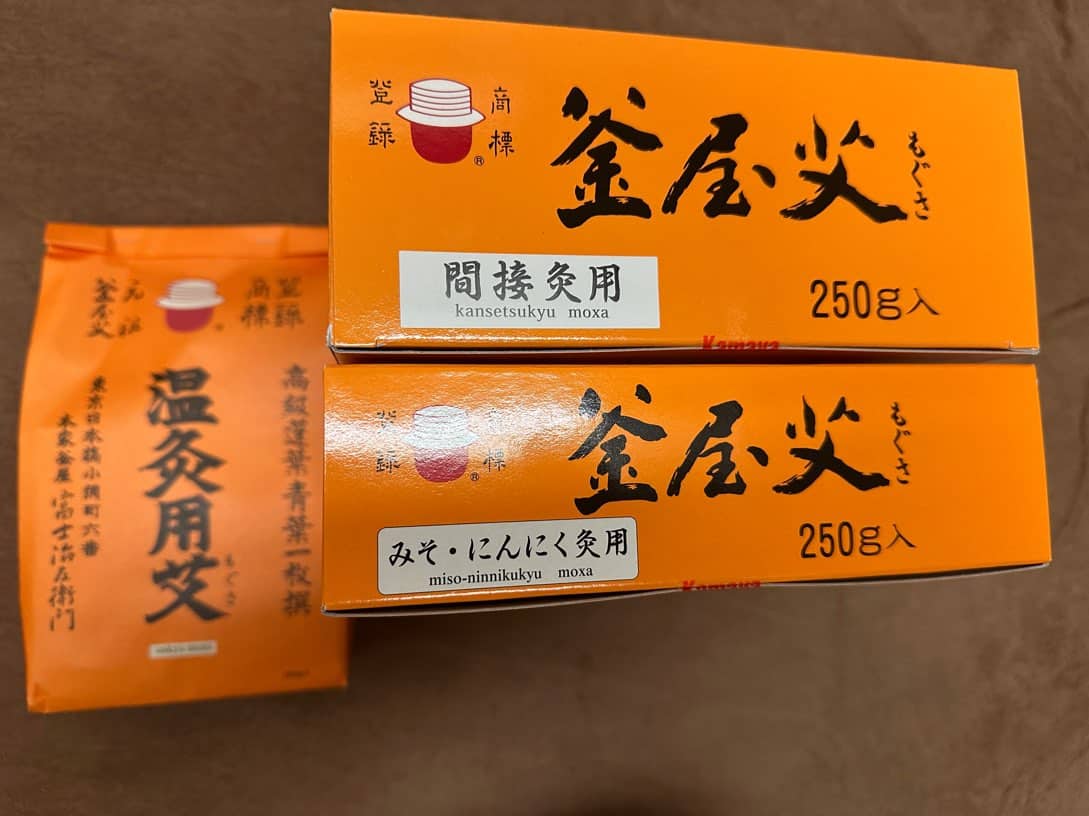 登録
商標
®
釜屋艾
もぐさ
間接灸用
kansetsukyu moxa
250g入
Kamaya
登録
商標
®
釜屋艾
もぐさ
みそ・にんにく灸用
miso-ninnikukyu moxa
250g入
Kamaya
登録
商標
元祖
釜屋艾
高級蓬葉青葉一枚撰
温灸用艾
もぐさ
東京日本橋小網町六番
本家釜屋 富士治左衛門